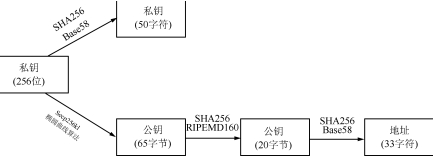 私钥
(50字符)
SHA256
Base58
私钥
(256位)
Secp256k1
椭圆曲线算法
公钥
(65字节)
SHA256
RIPEMD160
公钥
(20字节)
SHA256
Base58
地址
(33字符)